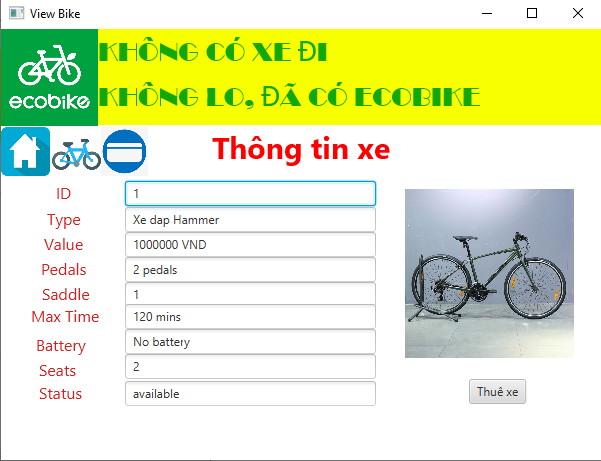 View Bike
KHÔNG CÓ XE ĐI
KHÔNG LO, ĐÃ CÓ ECOBIKE
ecobike
Thông tin xe
ID 1
Type Xe dap Hammer
Value 1000000 VND
Pedals 2 pedals
Saddle 1
Max Time 120 mins
Battery No battery
Seats 2
Status available
Thuê xe